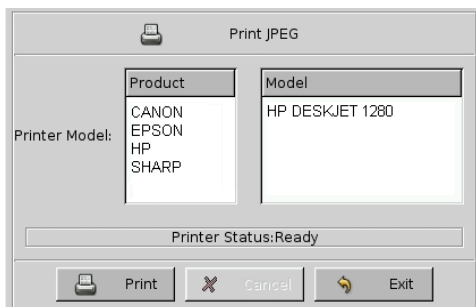 Print JPEG
Printer Model:
Product
CANON
EPSON
HP
SHARP
Model
HP DESKJET 1280
Printer Status:Ready
Print
Cancel
Exit